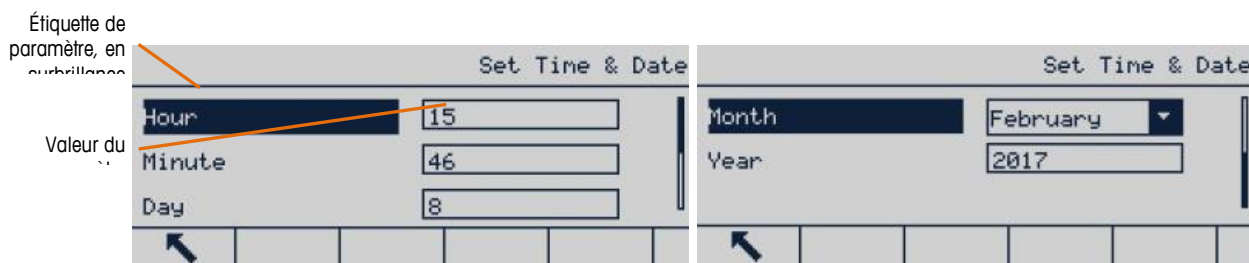 Étiquette de
paramètre, en
surbrillance
Valeur du
Set Time & Date
Hour 15
Minute 46
Day 8
Set Time & Date
Month February
Year 2017